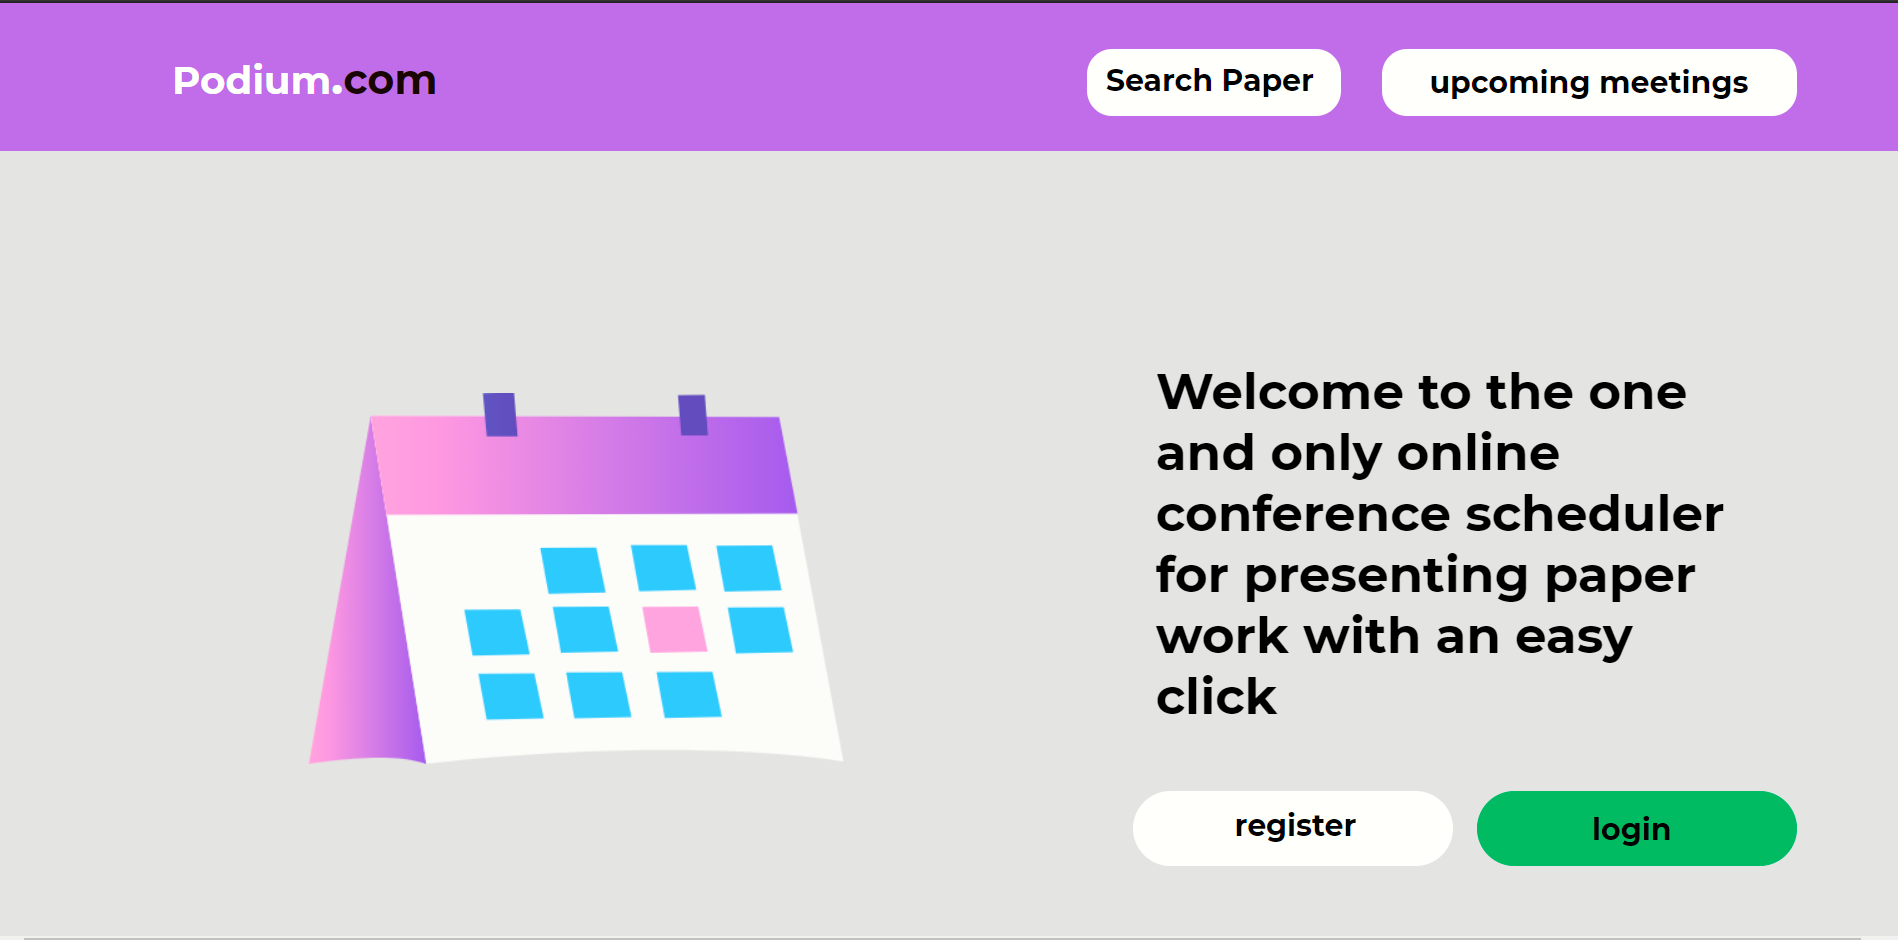 Podium.com
Search Paper
upcoming meetings
Welcome to the one
and only online
conference scheduler
for presenting paper
work with an easy
click
register
login